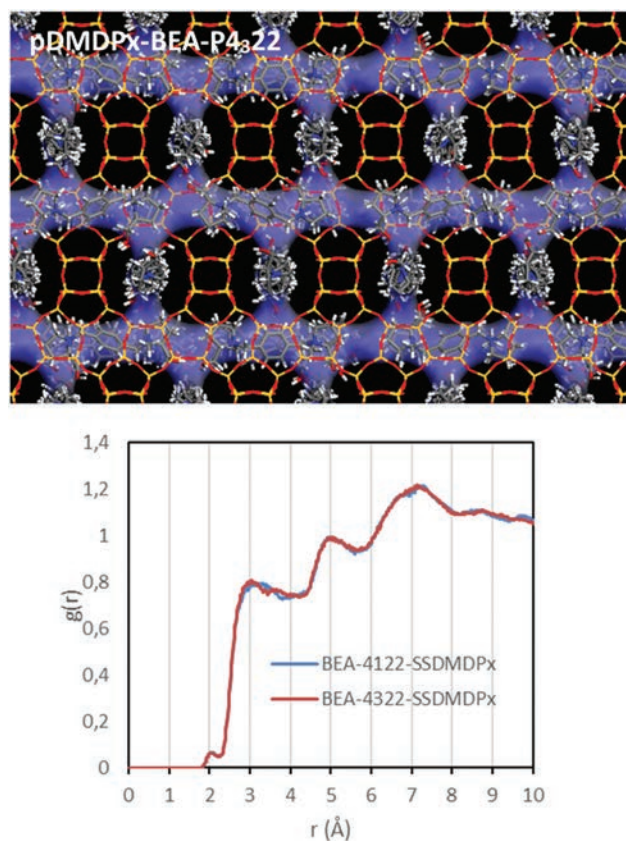 pDMDPx-BEA-P4₃22
1,4
1,2
1
0,8
0,6
0,4
0,2
0
g(r)
BEA-4122-SSDMDPx
BEA-4322-SSDMDPx
0 1 2 3 4 5 6 7 8 9 10
r (Å)